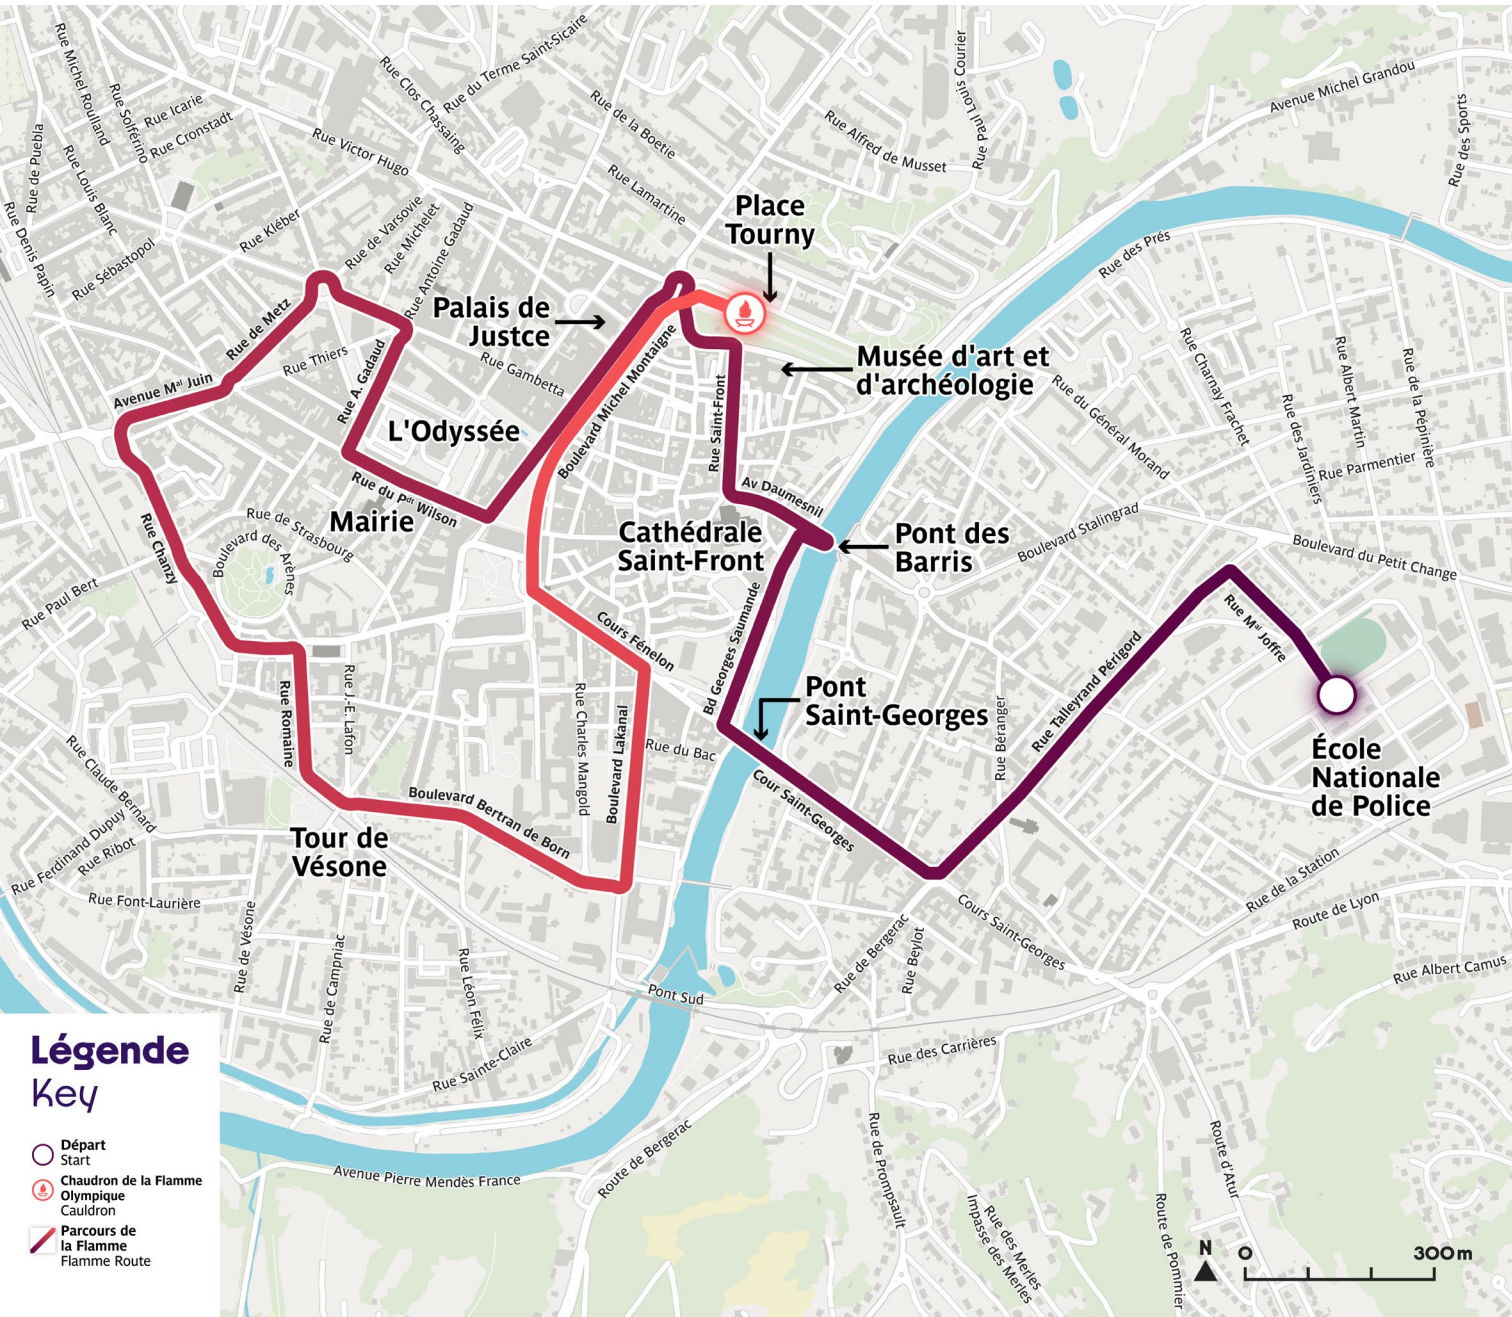 Rue Michel Roulland
Rue Solférino
Rue Icarie
Rue Cronstadt
Rue de Puebla
Rue Louis Blanc
Rue Denis Papin
Rue Sébastopol
Rue Kléber
Rue Victor Hugo
Rue Clos Chassaing
Rue du Terme Saint-Sicaire
Rue de la Boetie
Rue Lamartine
Rue Alfred de Musset
Rue Paul Louis Courier
Rue Paul
Avenue Michel Grandou
Rue des Sports
Rue de Varsovie
Rue Michelet
Rue Antoine Gadaud
Place
Tourny
Rue des Prés
Palais de
Justce
Rue de Metz
Rue Thiers
Rue A. Gadaud
Rue Gambetta
Boulevard Michel Montaigne
Avenue Mal Juin
L'Odyssée
Musée d'art et
d'archéologie
Rue Saint-Front
Rue du Général Morand
Rue Charnay Frachet
Rue des Jardiniers
Rue Albert Martin
Rue de la Pépinière
Rue Parmentier
Rue du Pdt Wilson
Mairie
Av Daumesnil
Cathédrale
Saint-Front
Pont des
Barris
Boulevard Stalingrad
Boulevard du Petit Change
Rue de Strasbourg
Boulevard des Arènes
Rue Chanzy
Rue Paul Bert
Cours Fénelon
Bd Georges Saumande
Rue Mal Joffre
Rue Talleyrand Périgord
Pont
Saint-Georges
Rue Béranger
École
Nationale
de Police
Rue Romaine
Rue J.-E. Lafon
Rue Charles Mangold
Boulevard Lakanal
Rue du Bac
Cour Saint-Georges
Rue Claude Bernard
Rue Ferdinand Dupuy
Rue Ribot
Boulevard Bertran de Born
Tour de
Vésone
Rue Font-Laurière
Rue de Vésone
Rue de Campniac
Rue Léon Félix
Rue Sainte-Claire
Pont Sud
Rue de Bergerac
Rue Beylot
Cours Saint-Georges
Rue de la Station
Route de Lyon
Rue Albert Camus
Rue des Carrières
Avenue Pierre Mendès France
Route de Bergerac
Rue de Prompsault
Impasse des Merles
Rue des Merles
Route de Pommier
Route d'Atur
Légende
Key
Départ
Start
Chaudron de la Flamme
Olympique
Cauldron
Parcours de
la Flamme
Flamme Route
N
0
300m